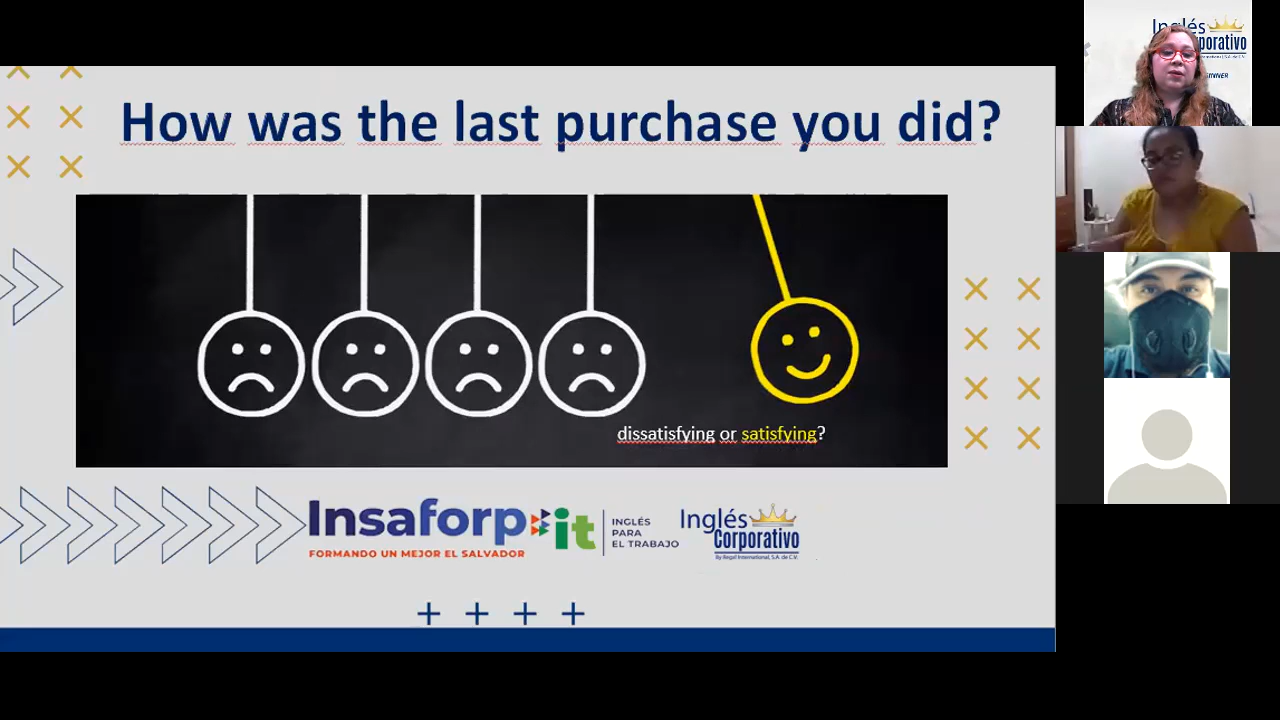 How was the last purchase you did?
dissatisfying or satisfying?
Insaforp
FORMANDO UN MEJOR EL SALVADOR
it
INGLÉS
PARA
EL TRABAJO
Inglés
Corporativo
Inglés
porativo